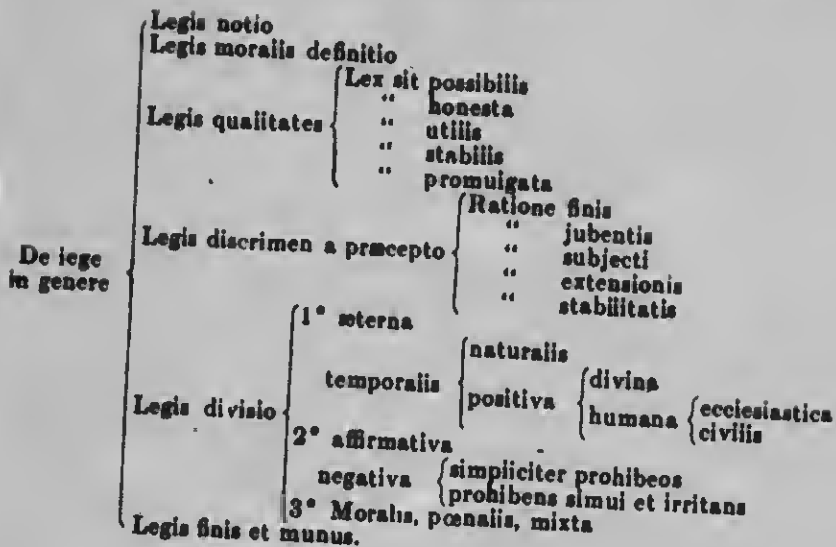 Legis notio
Legis moralis definitio
Legis qualitates
Lex sit possibilis
“ honesta
“ utilis
“ stabilis
“ promulgata
De lege
in genere
Legis discrimen a præcepto
Ratione finis
“ jubentis
“ subjecti
“ extensionis
“ stabilitatis
Legis divisio
1° æterna
temporalis
naturalis
positiva
divina
humana
ecclesiastica
civilis
2° affirmativa
negativa
simpliciter prohibens
prohibens simul et irritans
3° Moralis, pœnalis, mixta
Legis finis et munus.